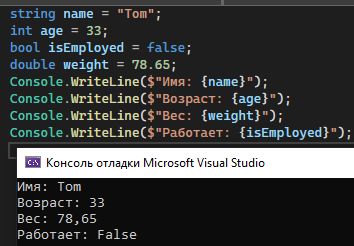 string name = "Tom";
int age = 33;
bool isEmployed = false;
double weight = 78.65;
Console.WriteLine($"Имя: {name}");
Console.WriteLine($"Возраст: {age}");
Console.WriteLine($"Вес: {weight}");
Console.WriteLine($"Работает: {isEmployed}");
Консоль отладки Microsoft Visual Studio
Имя: Tom
Возраст: 33
Вес: 78,65
Работает: False